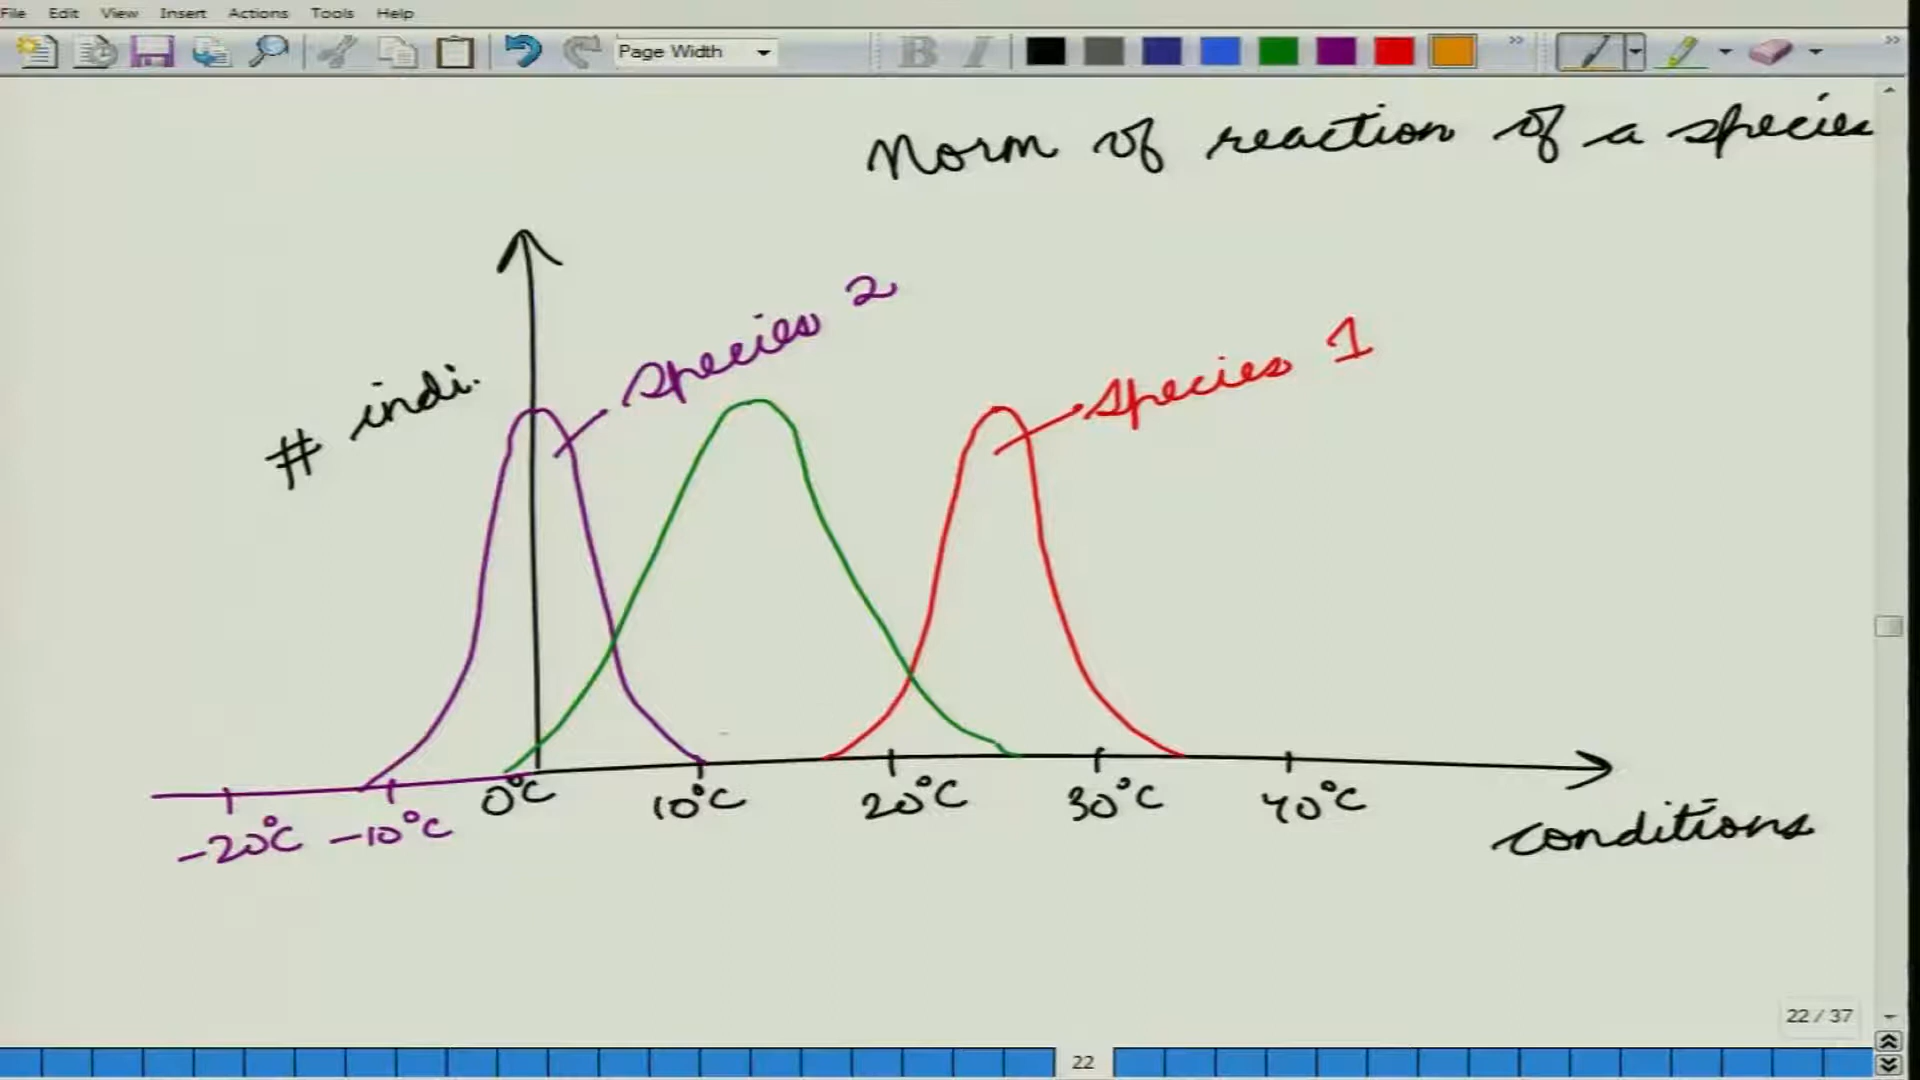 File Edit View Insert Actions Tools Help
Page Width
B I
Norm of reaction of a species
# indi.
species 2
species 1
-20°C -10°C 0°C 10°C 20°C 30°C 40°C
conditions
22 / 37
22